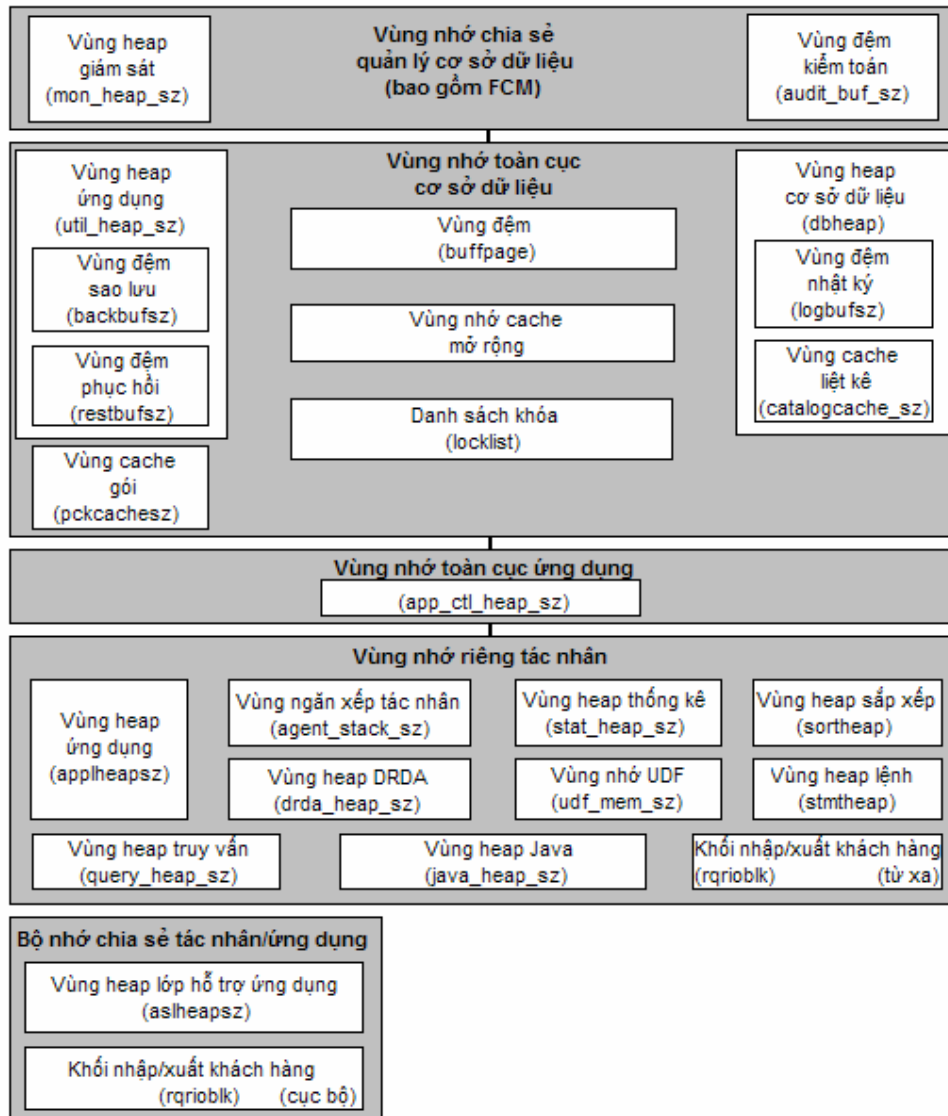 Vùng heap
giám sát
(mon_heap_sz)
Vùng nhớ chia sẻ
quản lý cơ sở dữ liệu
(bao gồm FCM)
Vùng đệm
kiểm toán
(audit_buf_sz)
Vùng heap
ứng dụng
(util_heap_sz)
Vùng đệm
sao lưu
(backbufsz)
Vùng đệm
phục hồi
(restbufsz)
Vùng cache
gói
(pckcachesz)
Vùng nhớ toàn cục
cơ sở dữ liệu
Vùng đệm
(buffpage)
Vùng nhớ cache
mở rộng
Danh sách khóa
(locklist)
Vùng heap
cơ sở dữ liệu
(dbheap)
Vùng đệm
nhật ký
(logbufsz)
Vùng cache
liệt kê
(catalogcache_sz)
Vùng nhớ toàn cục ứng dụng
(app_ctl_heap_sz)
Vùng nhớ riêng tác nhân
Vùng heap
ứng dụng
(applheapsz)
Vùng ngăn xếp tác nhân
(agent_stack_sz)
Vùng heap thống kê
(stat_heap_sz)
Vùng heap sắp xếp
(sortheap)
Vùng heap DRDA
(drda_heap_sz)
Vùng nhớ UDF
(udf_mem_sz)
Vùng heap lệnh
(stmtheap)
Vùng heap truy vấn
(query_heap_sz)
Vùng heap Java
(java_heap_sz)
Khối nhập/xuất khách hàng
(rqrioblk) (từ xa)
Bộ nhớ chia sẻ tác nhân/ứng dụng
Vùng heap lớp hỗ trợ ứng dụng
(aslheapsz)
Khối nhập/xuất khách hàng
(rqrioblk) (cục bộ)